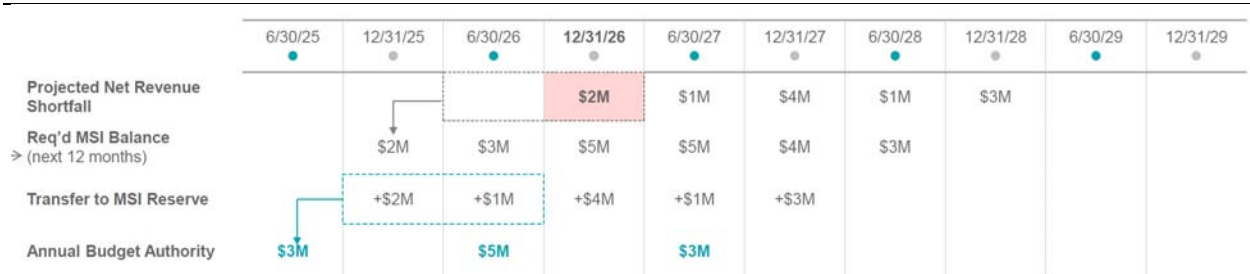 6/30/25 12/31/25 6/30/26 12/31/26 6/30/27 12/31/27 6/30/28 12/31/28 6/30/29 12/31/29
Projected Net Revenue
Shortfall
$2M $1M $4M $1M $3M
Req'd MSI Balance
(next 12 months)
$2M $3M $5M $5M $4M $3M
Transfer to MSI Reserve +$2M +$1M +$4M +$1M +$3M
Annual Budget Authority $3M $5M $3M